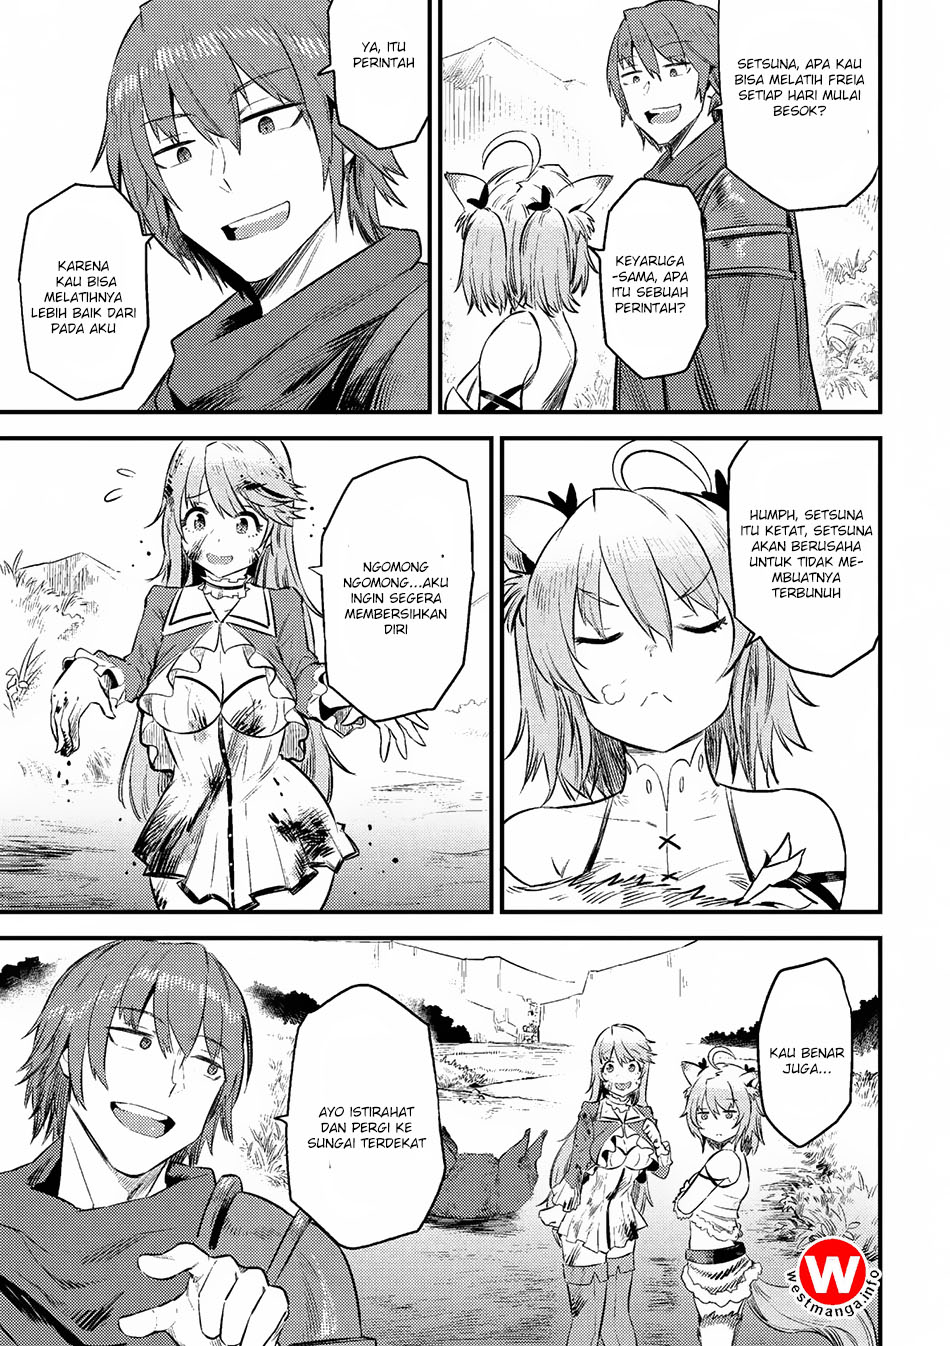 SETSUNA, APA KAU
BISA MELATIH FREIA
SETIAP HARI MULAI
BESOK?
KEYARUGA
-SAMA, APA
ITU SEBUAH
PERINTAH?
YA, ITU
PERINTAH
KARENA
KAU BISA
MELATIHNYA
LEBIH BAIK DARI
PADA AKU
HUMPH, SETSUNA
ITU KETAT, SETSUNA
AKAN BERUSAHA
UNTUK TIDAK ME-
MBUATNYA
TERBUNUH
NGOMONG
NGOMONG...AKU
INGIN SEGERA
MEMBERSIHKAN
DIRI
KAU BENAR
JUGA...
AYO ISTIRAHAT
DAN PERGI KE
SUNGAI TERDEKAT
W
westmanga.info